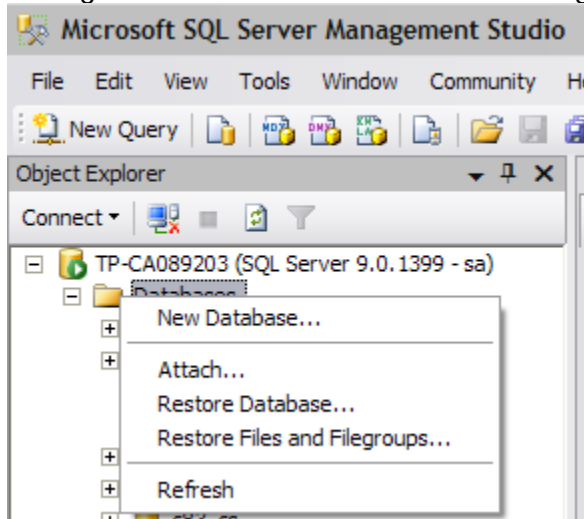 Microsoft SQL Server Management Studio
File Edit View Tools Window Community
New Query
Object Explorer
Connect
TP-CA089203 (SQL Server 9.0.1399 - sa)
Databases
New Database...
Attach...
Restore Database...
Restore Files and Filegroups...
Refresh